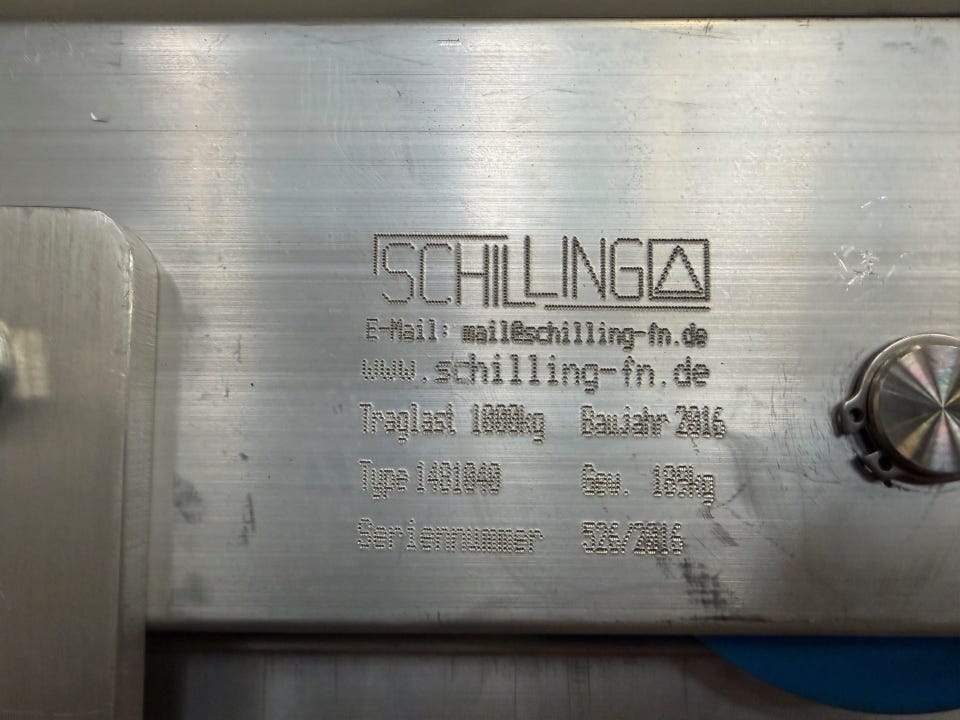 SCHILLING
E-Mail: mail@schilling-fn.de
www.schilling-fn.de
Traglast 1000kg Baujahr 2016
Type 1481040 Gew. 109kg
Seriennummer 526/2016